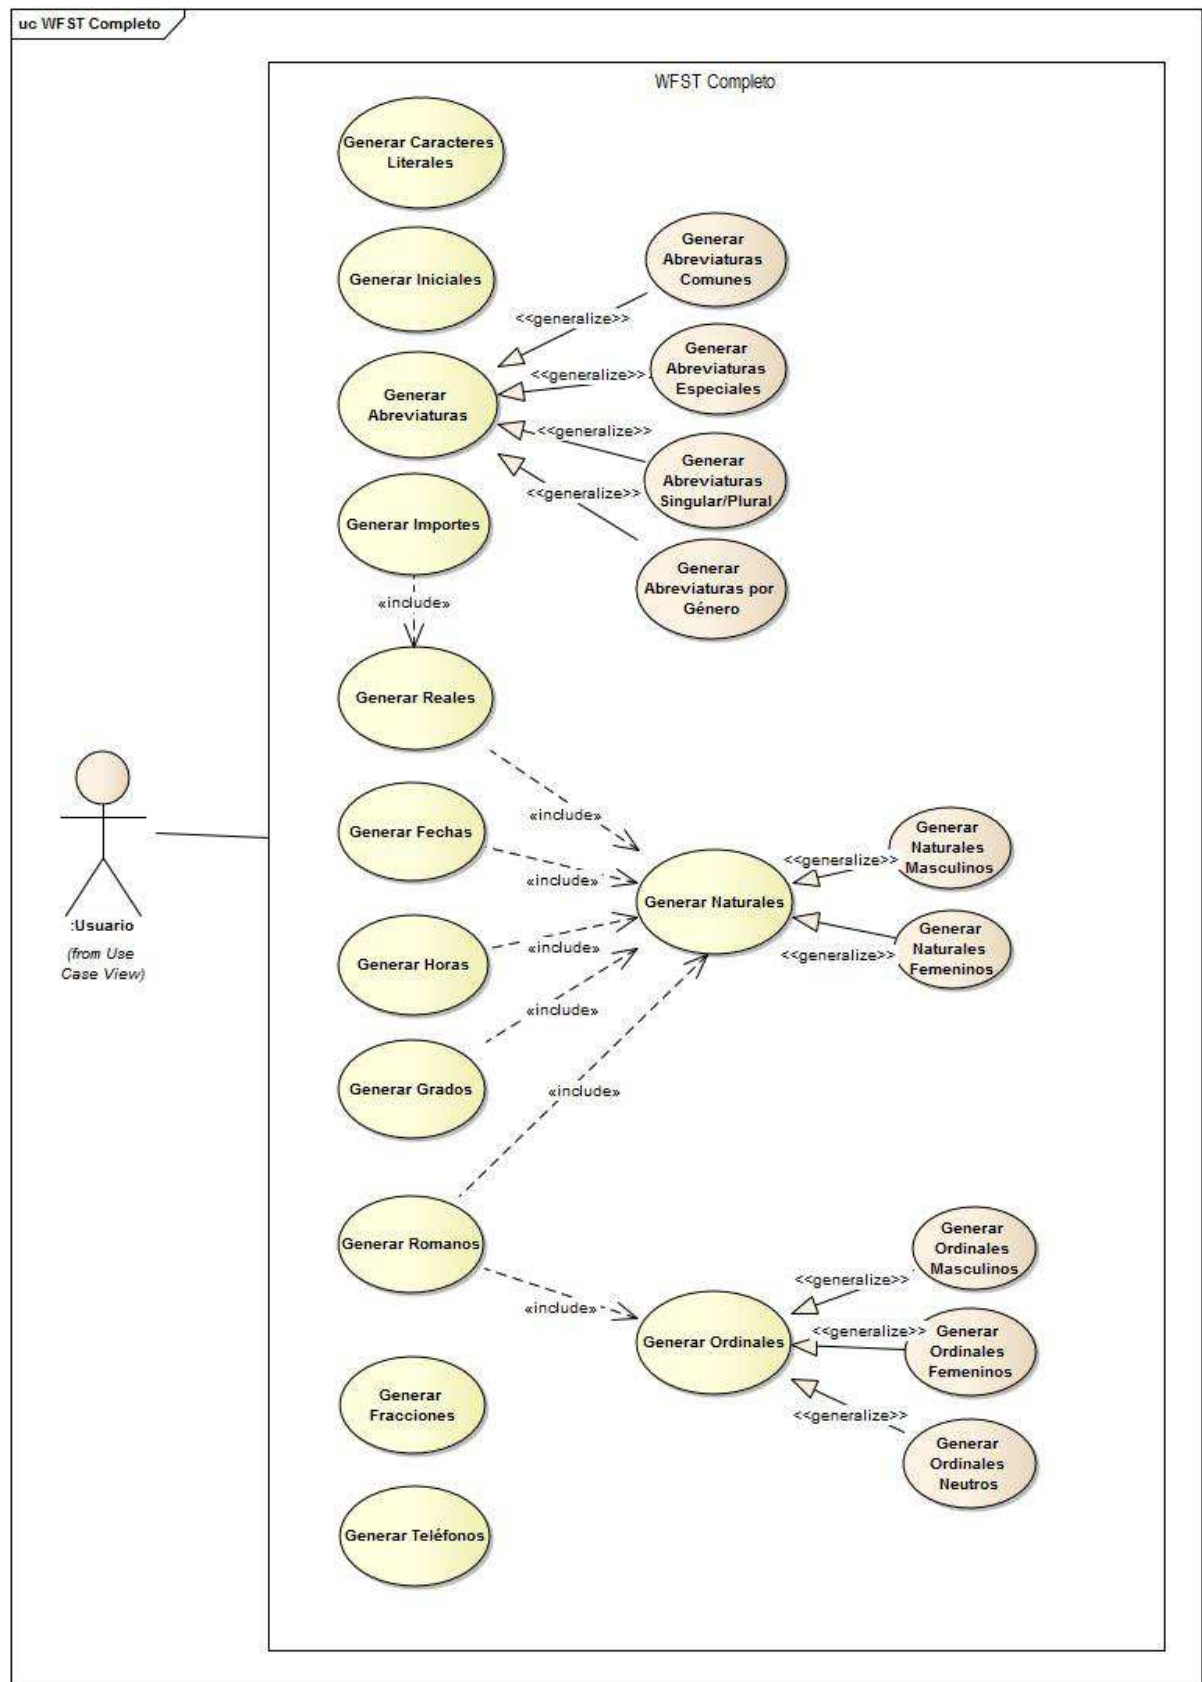 uc WFST Completo
WFST Completo
Generar Caracteres
Literales
Generar Iniciales
Generar
Abreviaturas
Comunes
<<generalize>>
Generar
Abreviaturas
Especiales
<<generalize>>
Generar
Abreviaturas
<<generalize>>
Generar
Abreviaturas
Singular/Plural
<<generalize>>
Generar Importes
Generar
Abreviaturas por
Género
«include»
Generar Reales
«include»
Generar Fechas
Generar
Naturales
Masculinos
<<generalize>>
«include»
Generar Naturales
:Usuario
(from Use
Case View)
Generar
Naturales
Femeninos
<<generalize>>
«include»
Generar Horas
«include»
Generar Grados
«include»
Generar Romanos
Generar
Ordinales
Masculinos
<<generalize>>
«include»
Generar Ordinales
<<generalize>>
Generar
Ordinales
Femeninos
Generar
Fracciones
<<generalize>>
Generar
Ordinales
Neutros
Generar Teléfonos